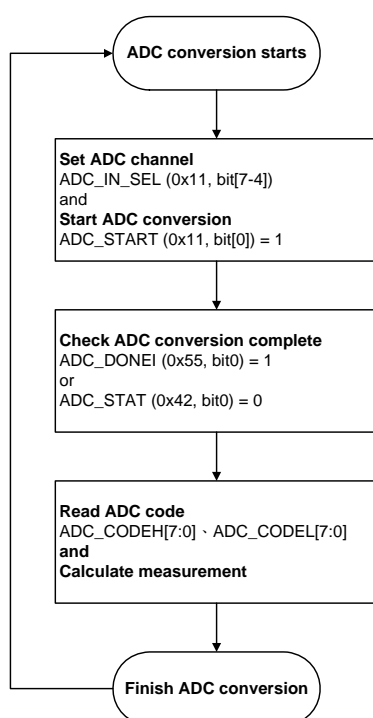 ADC conversion starts
Set ADC channel
ADC_IN_SEL (0x11, bit[7-4])
and
Start ADC conversion
ADC_START (0x11, bit[0]) = 1
Check ADC conversion complete
ADC_DONEI (0x55, bit0) = 1
or
ADC_STAT (0x42, bit0) = 0
Read ADC code
ADC_CODEH[7:0]、ADC_CODEL[7:0]
and
Calculate measurement
Finish ADC conversion